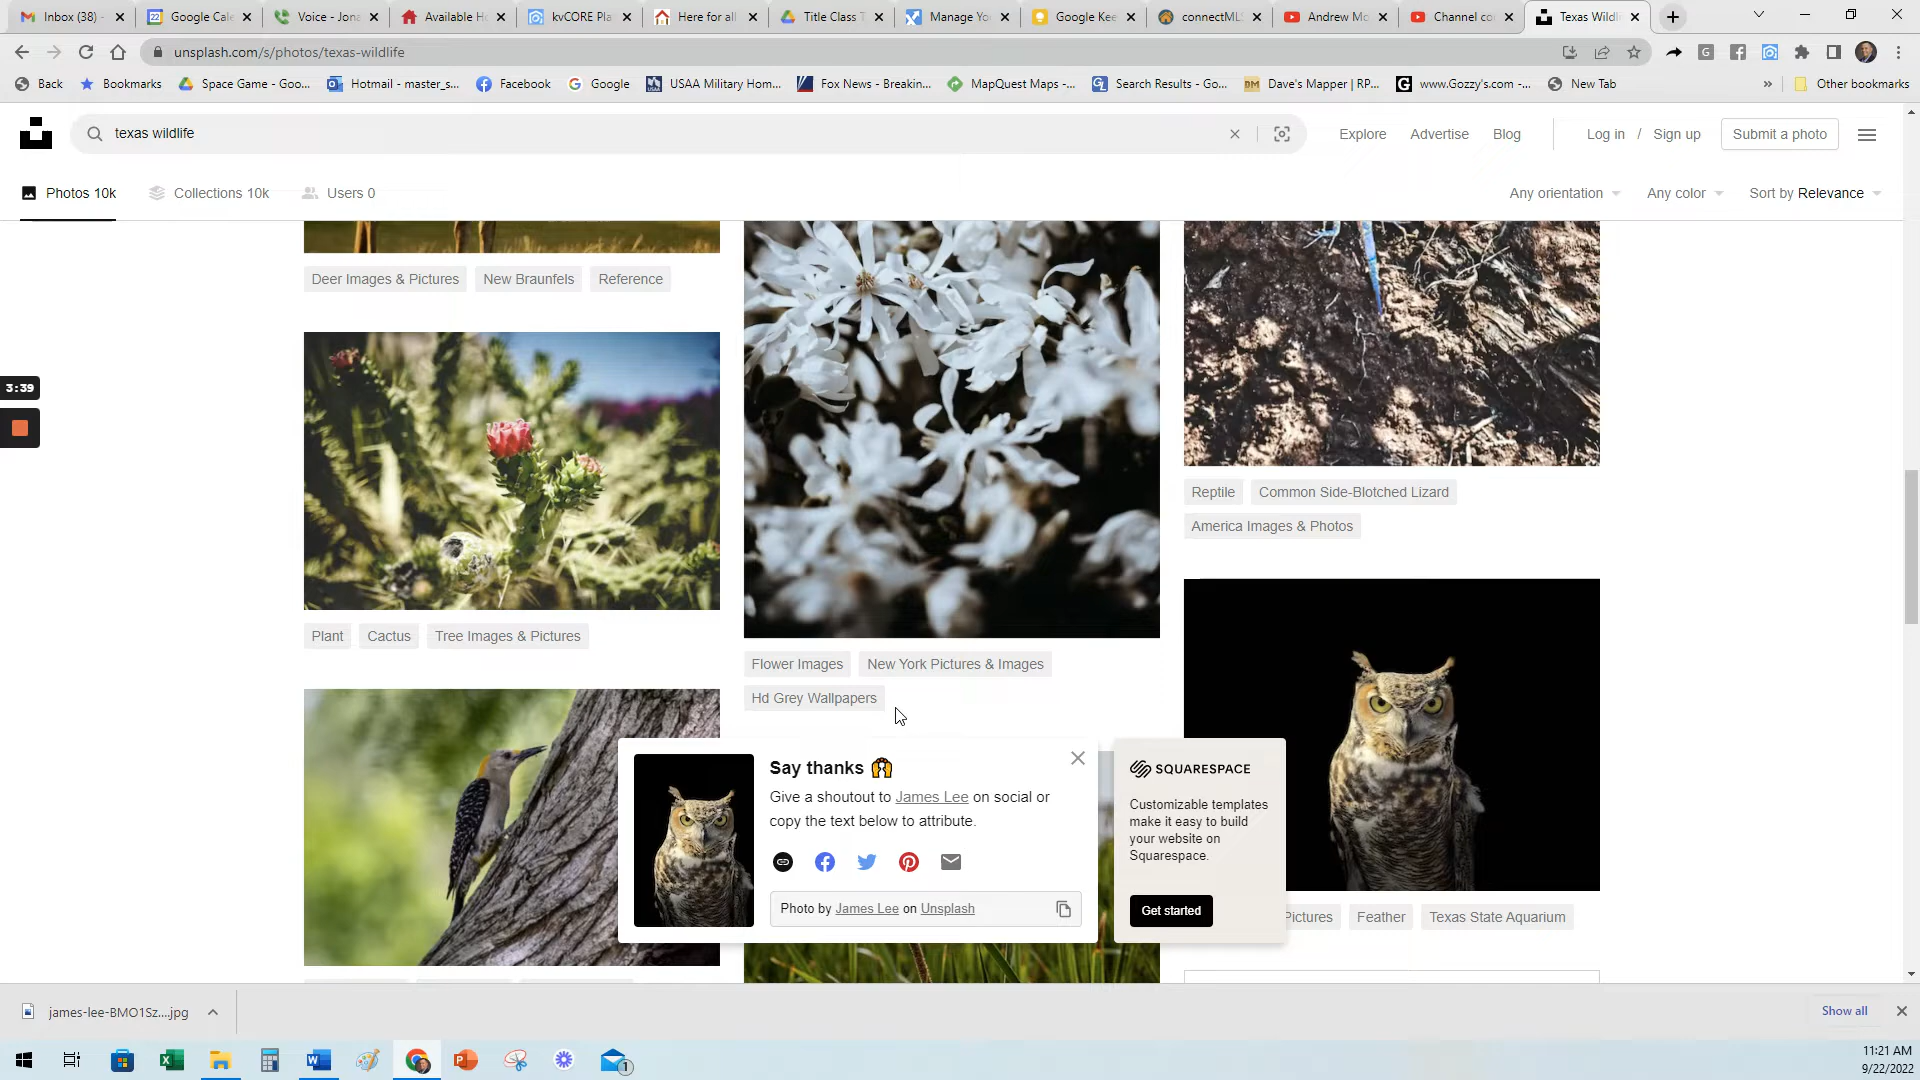 Inbox (38) -
Google Cale
Voice - Jona
Available H
kvCORE Pla
Here for all
Title Class T
Manage You
Google Kee
connectMLS
Andrew Mo
Channel co
Texas Wildli
unsplash.com/s/photos/texas-wildlife
Back
Bookmarks
Space Game - Goo...
Hotmail - master_s...
Facebook
Google
USAA Military Hom...
Fox News - Breakin...
MapQuest Maps -...
Search Results - Go...
Dave's Mapper | RP...
www.Gozzy's.com -...
New Tab
»
Other bookmarks
texas wildlife
Explore
Advertise
Blog
Log in / Sign up
Submit a photo
Photos 10k
Collections 10k
Users 0
Any orientation
Any color
Sort by Relevance
Deer Images & Pictures
New Braunfels
Reference
3:39
Reptile
Common Side-Blotched Lizard
America Images & Photos
Plant
Cactus
Tree Images & Pictures
Flower Images
New York Pictures & Images
Hd Grey Wallpapers
Say thanks 🙌
Give a shoutout to James Lee on social or
copy the text below to attribute.
Photo by James Lee on Unsplash
SQUARESPACE
Customizable templates
make it easy to build
your website on
Squarespace.
Get started
Pictures
Feather
Texas State Aquarium
james-lee-BMO1Sz....jpg
Show all
11:21 AM
9/22/2022